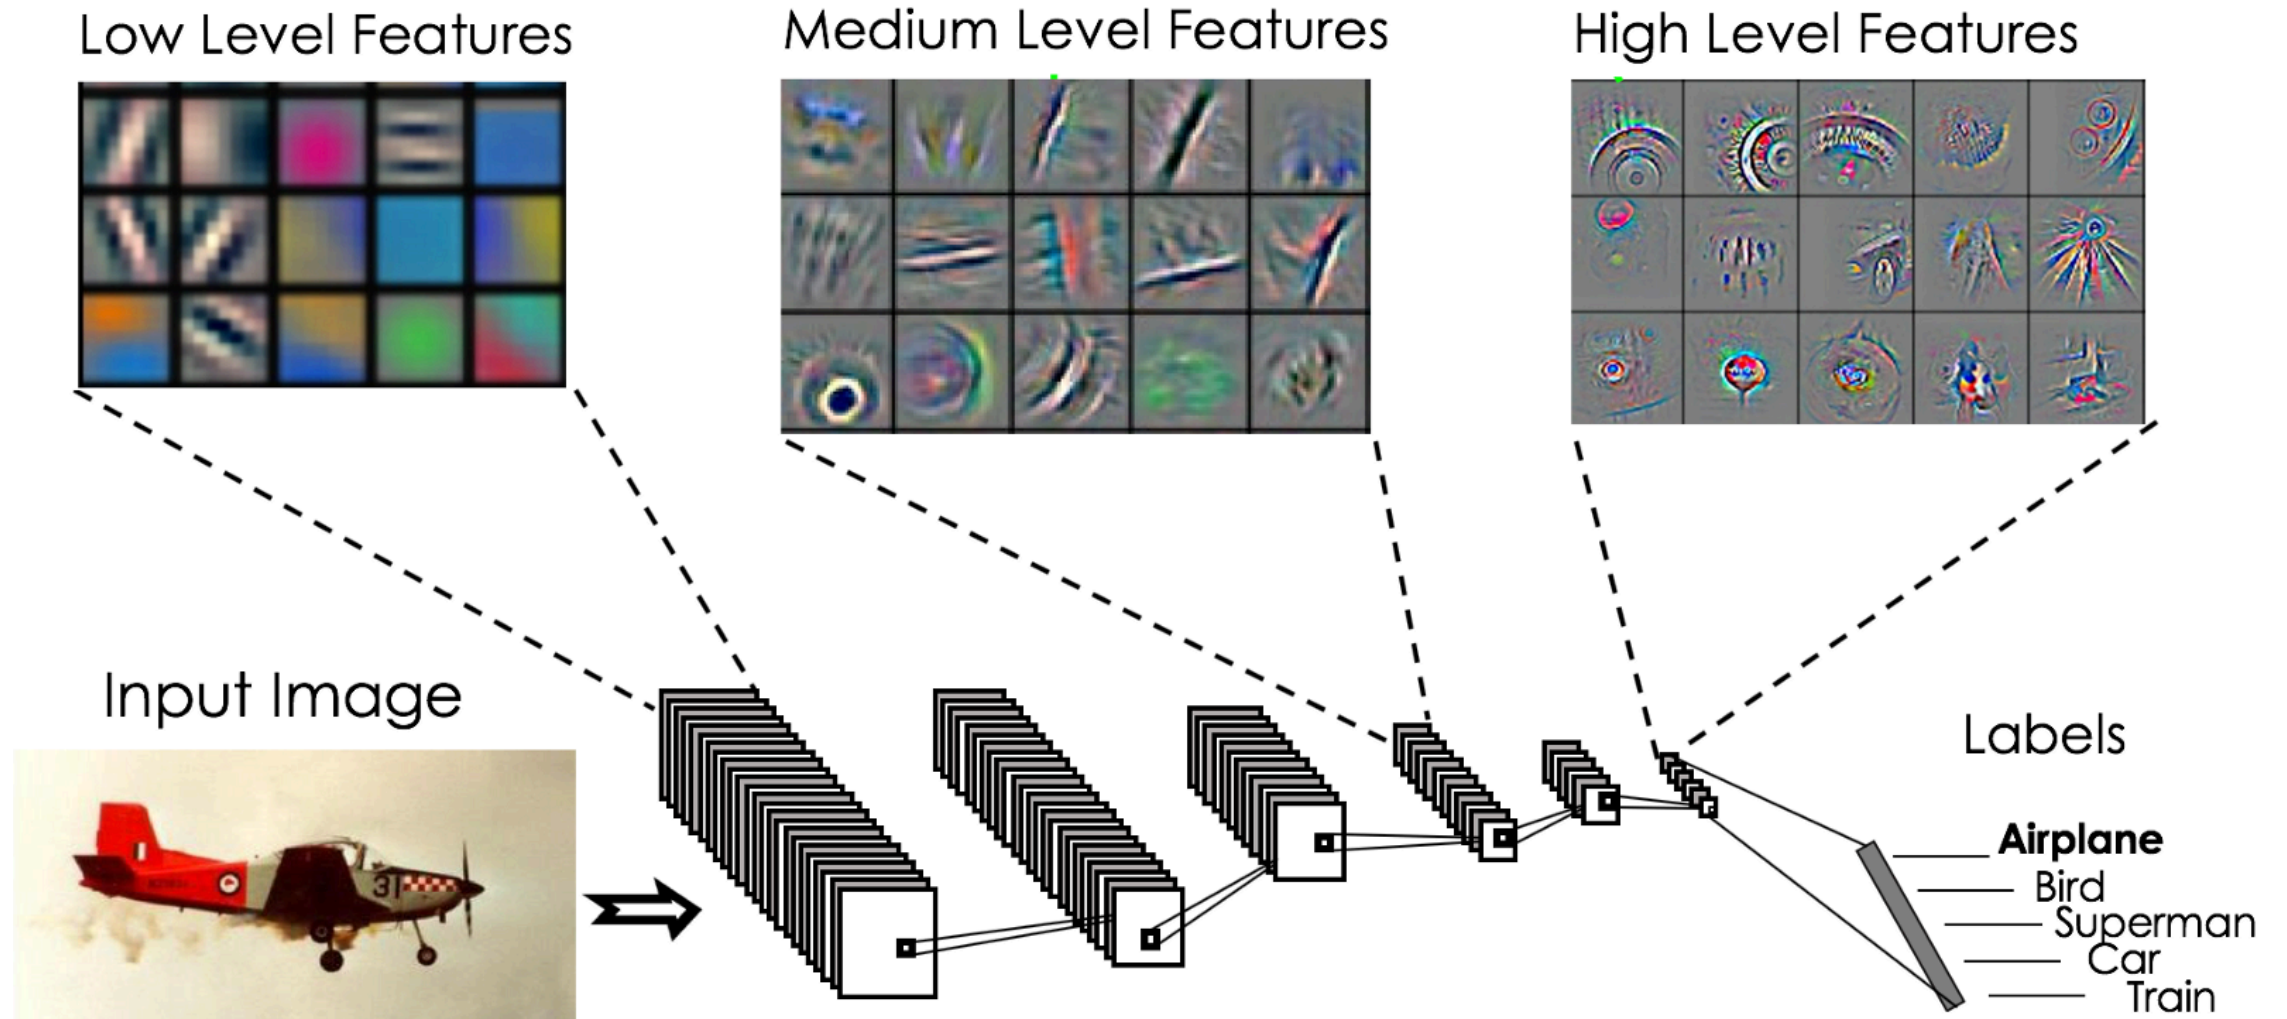 Low Level Features
Medium Level Features
High Level Features
Input Image
31
Labels
Airplane
Bird
Superman
Car
Train